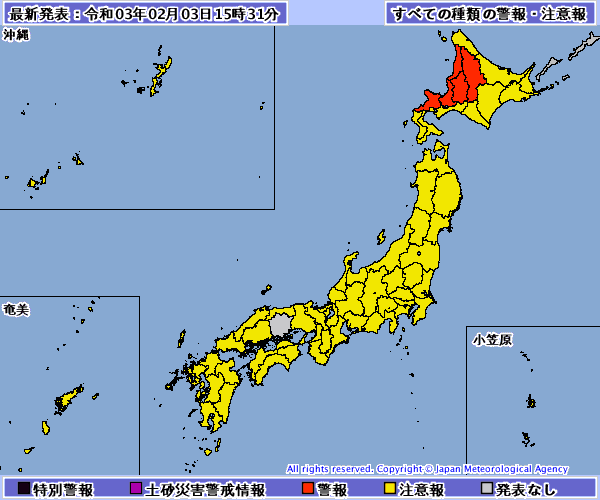 最新発表：令和03年02月03日15時31分
すべての種類の警報・注意報
沖縄
奄美
小笠原
All rights reserved. Copyright © Japan Meteorological Agency
特別警報 土砂災害警戒情報 警報 注意報 発表なし